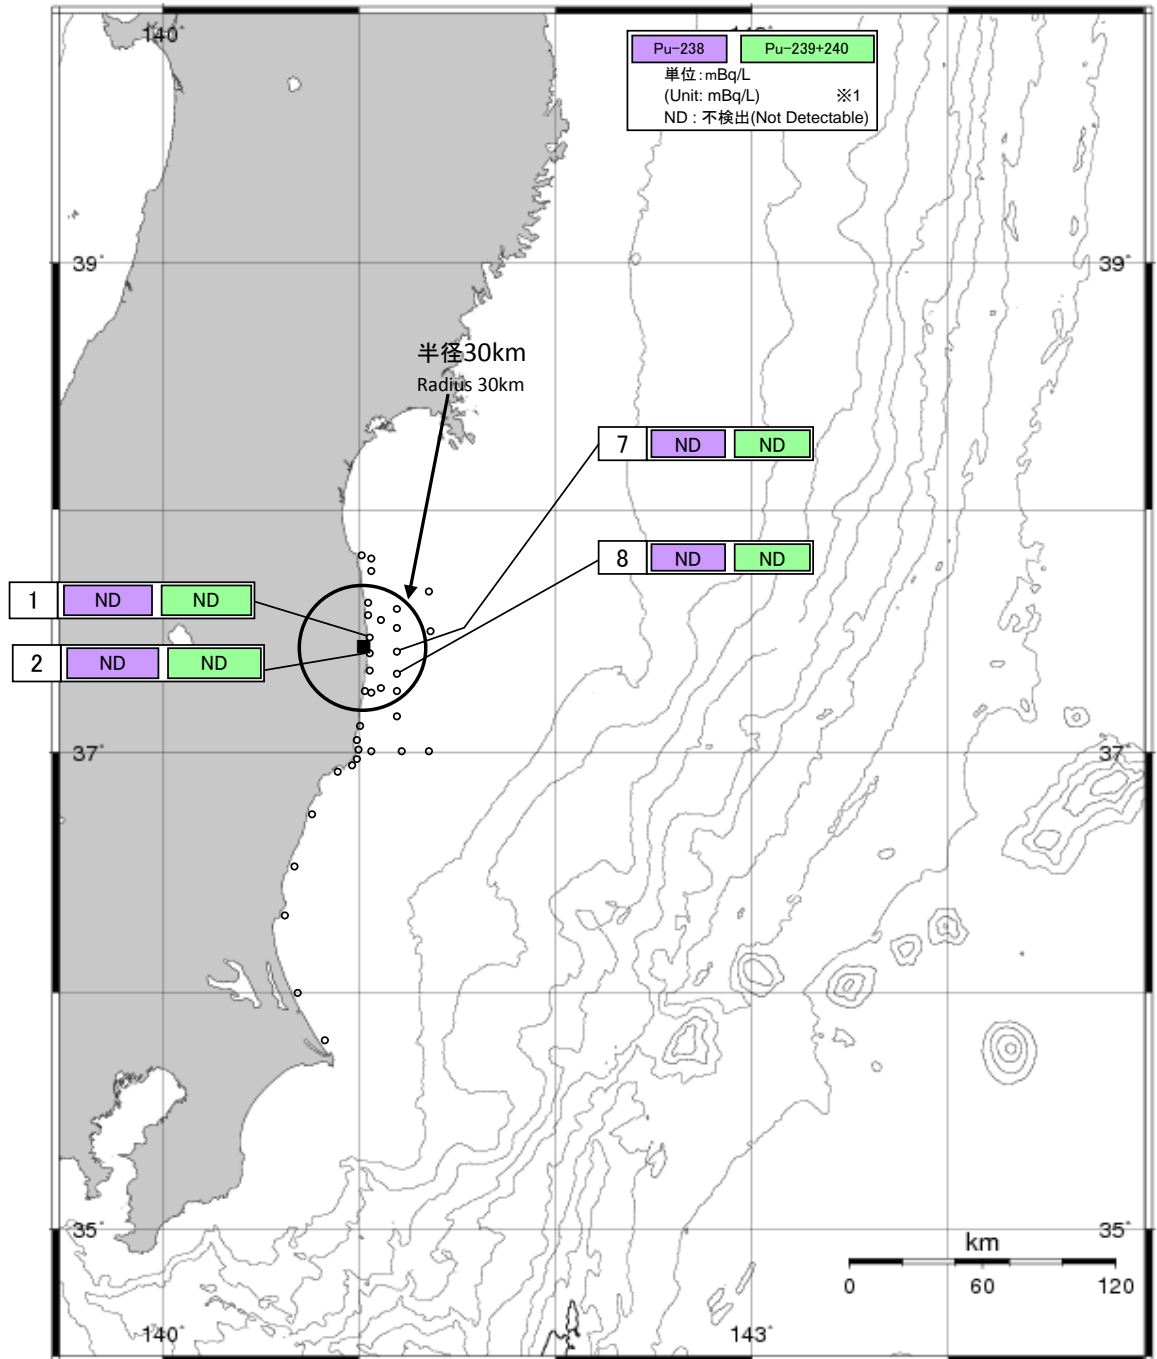 140°
Pu-238 Pu-239+240
単位:mBq/L
(Unit: mBq/L) ※1
ND : 不検出(Not Detectable)
39° 39°
半径30km
Radius 30km
7 ND ND
8 ND ND
1 ND ND
2 ND ND
37° 37°
35° 35°
km
0 60 120
140° 143°